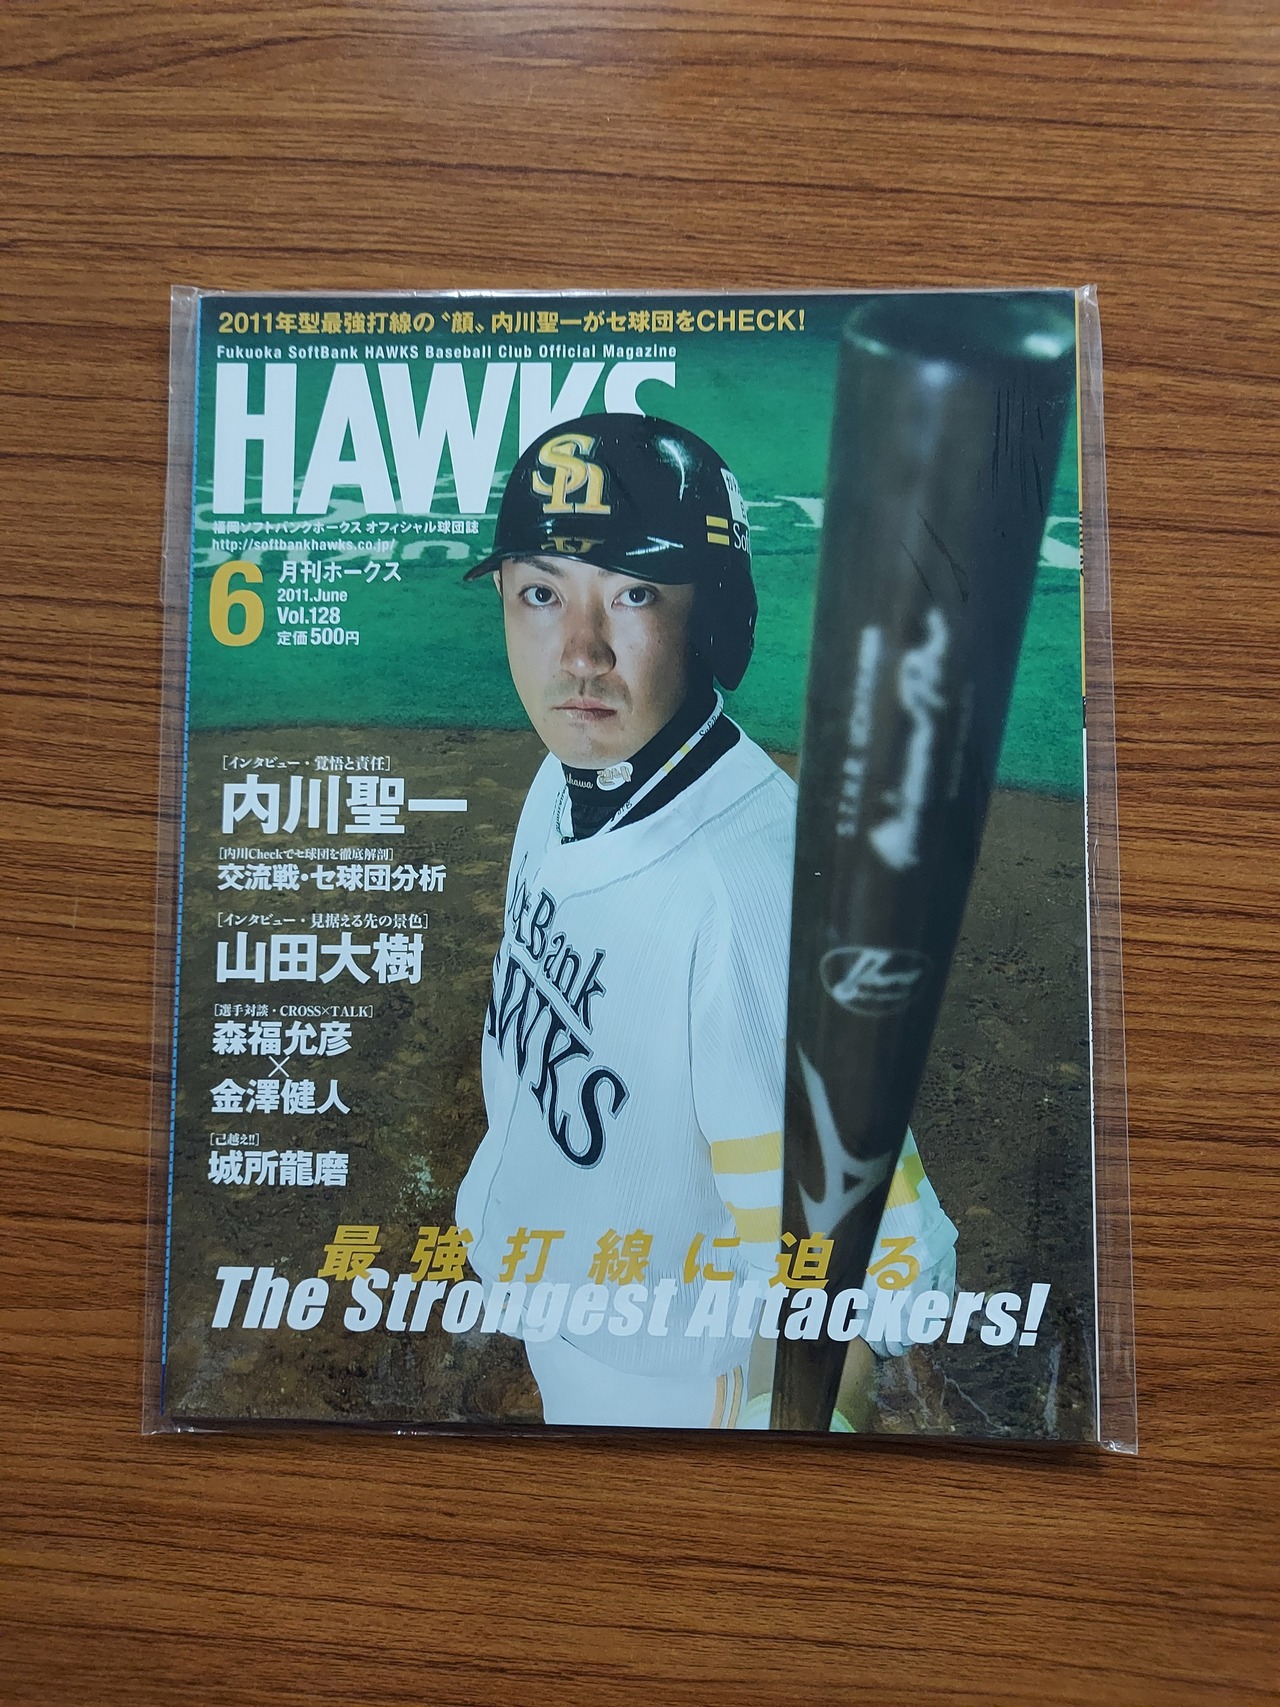 2011年型最強打線の〝顔〟内川聖一がセ球団をCHECK!
Fukuoka SoftBank HAWKS Baseball Club Official Magazine
HAWKS
福岡ソフトバンクホークス オフィシャル球団誌
http://softbankhawks.co.jp/
6
月刊ホークス
2011.June
Vol.128
定価500円
[インタビュー・覚悟と責任]
内川聖一
[内川Checkでセ球団を徹底解剖]
交流戦・セ球団分析
[インタビュー・見据える先の景色]
山田大樹
[選手対談・CROSS×TALK]
森福允彦
×
金澤健人
[己越え!!]
城所龍磨
最強打線に迫る
The Strongest Attackers!
SoftBank
HAWKS